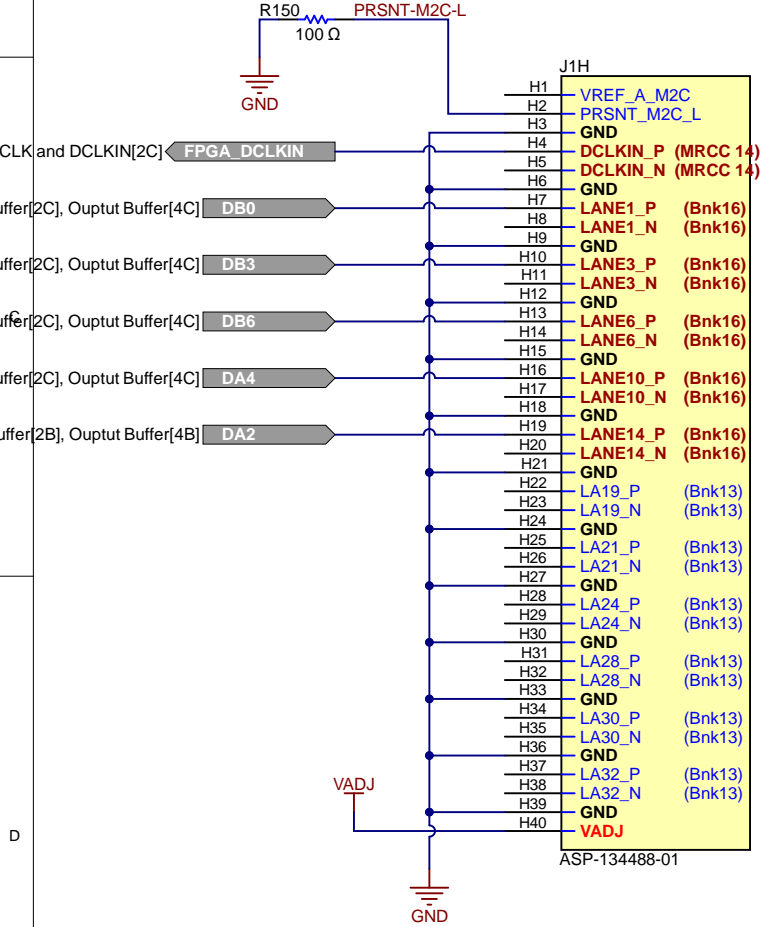 R150 PRSNT-M2C-L
100 Ω
GND
J1H
H1 VREF_A_M2C
H2 PRSNT_M2C_L
H3 GND
CLK and DCLKIN[2C] FPGA_DCLKIN H4 DCLKIN_P (MRCC 14)
H5 DCLKIN_N (MRCC 14)
H6 GND
uffer[2C], Ouptut Buffer[4C] DB0 H7 LANE1_P (Bnk16)
H8 LANE1_N (Bnk16)
H9 GND
uffer[2C], Ouptut Buffer[4C] DB3 H10 LANE3_P (Bnk16)
H11 LANE3_N (Bnk16)
H12 GND
C
uffer[2C], Ouptut Buffer[4C] DB6 H13 LANE6_P (Bnk16)
H14 LANE6_N (Bnk16)
H15 GND
uffer[2C], Ouptut Buffer[4C] DA4 H16 LANE10_P (Bnk16)
H17 LANE10_N (Bnk16)
H18 GND
uffer[2B], Ouptut Buffer[4B] DA2 H19 LANE14_P (Bnk16)
H20 LANE14_N (Bnk16)
H21 GND
H22 LA19_P (Bnk13)
H23 LA19_N (Bnk13)
H24 GND
H25 LA21_P (Bnk13)
H26 LA21_N (Bnk13)
H27 GND
H28 LA24_P (Bnk13)
H29 LA24_N (Bnk13)
H30 GND
H31 LA28_P (Bnk13)
H32 LA28_N (Bnk13)
H33 GND
H34 LA30_P (Bnk13)
H35 LA30_N (Bnk13)
H36 GND
H37 LA32_P (Bnk13)
VADJ H38 LA32_N (Bnk13)
H39 GND
D H40 VADJ
ASP-134488-01
GND